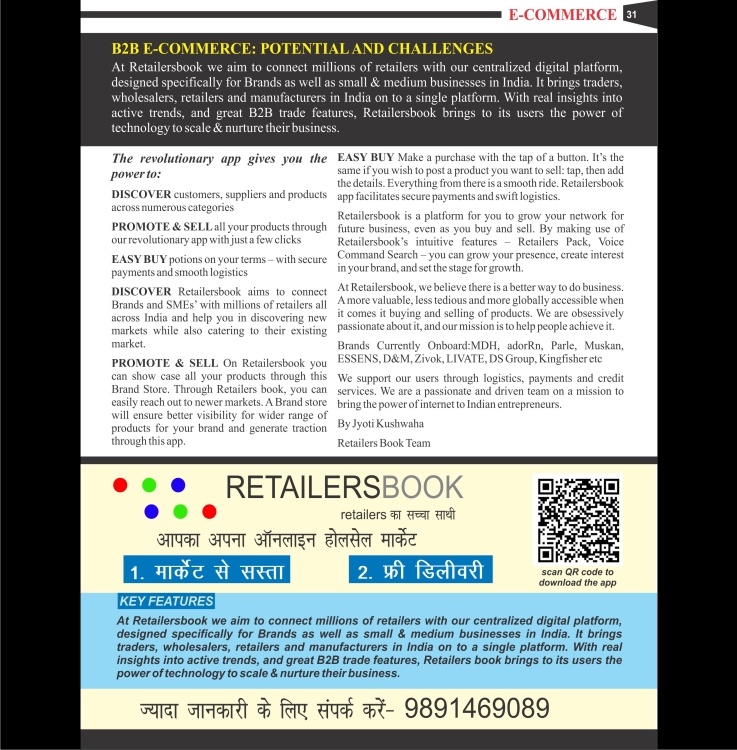 E-COMMERCE 31
B2B E-COMMERCE: POTENTIAL AND CHALLENGES
At Retailersbook we aim to connect millions of retailers with our centralized digital platform,
designed specifically for Brands as well as small & medium businesses in India. It brings traders,
wholesalers, retailers and manufacturers in India on to a single platform. With real insights into
active trends, and great B2B trade features, Retailersbook brings to its users the power of
technology to scale & nurture their business.
The revolutionary app gives you the
power to:
DISCOVER customers, suppliers and products
across numerous categories
PROMOTE & SELL all your products through
our revolutionary app with just a few clicks
EASY BUY potions on your terms – with secure
payments and smooth logistics
DISCOVER Retailersbook aims to connect
Brands and SMEs’ with millions of retailers all
across India and help you in discovering new
markets while also catering to their existing
market.
PROMOTE & SELL On Retailersbook you
can show case all your products through this
Brand Store. Through Retailers book, you can
easily reach out to newer markets. A Brand store
will ensure better visibility for wider range of
products for your brand and generate traction
through this app.
EASY BUY Make a purchase with the tap of a button. It’s the
same if you wish to post a product you want to sell: tap, then add
the details. Everything from there is a smooth ride. Retailersbook
app facilitates secure payments and swift logistics.
Retailersbook is a platform for you to grow your network for
future business, even as you buy and sell. By making use of
Retailersbook’s intuitive features – Retailers Pack, Voice
Command Search – you can grow your presence, create interest
in your brand, and set the stage for growth.
At Retailersbook, we believe there is a better way to do business.
A more valuable, less tedious and more globally accessible when
it comes it buying and selling of products. We are obsessively
passionate about it, and our mission is to help people achieve it.
Brands Currently Onboard:MDH, adorRn, Parle, Muskan,
ESSENS, D&M, Zivok, LIVATE, DS Group, Kingfisher etc
We support our users through logistics, payments and credit
services. We are a passionate and driven team on a mission to
bring the power of internet to Indian entrepreneurs.
By Jyoti Kushwaha
Retailers Book Team
RETAILERSBOOK
retailers का सच्चा साथी
आपका अपना ऑनलाइन होलसेल मार्केट
1. मार्केट से सस्ता
2. फ्री डिलीवरी
scan QR code to
download the app
KEY FEATURES
At Retailersbook we aim to connect millions of retailers with our centralized digital platform,
designed specifically for Brands as well as small & medium businesses in India. It brings
traders, wholesalers, retailers and manufacturers in India on to a single platform. With real
insights into active trends, and great B2B trade features, Retailers book brings to its users the
power of technology to scale & nurture their business.
ज्यादा जानकारी के लिए संपर्क करें- 9891469089